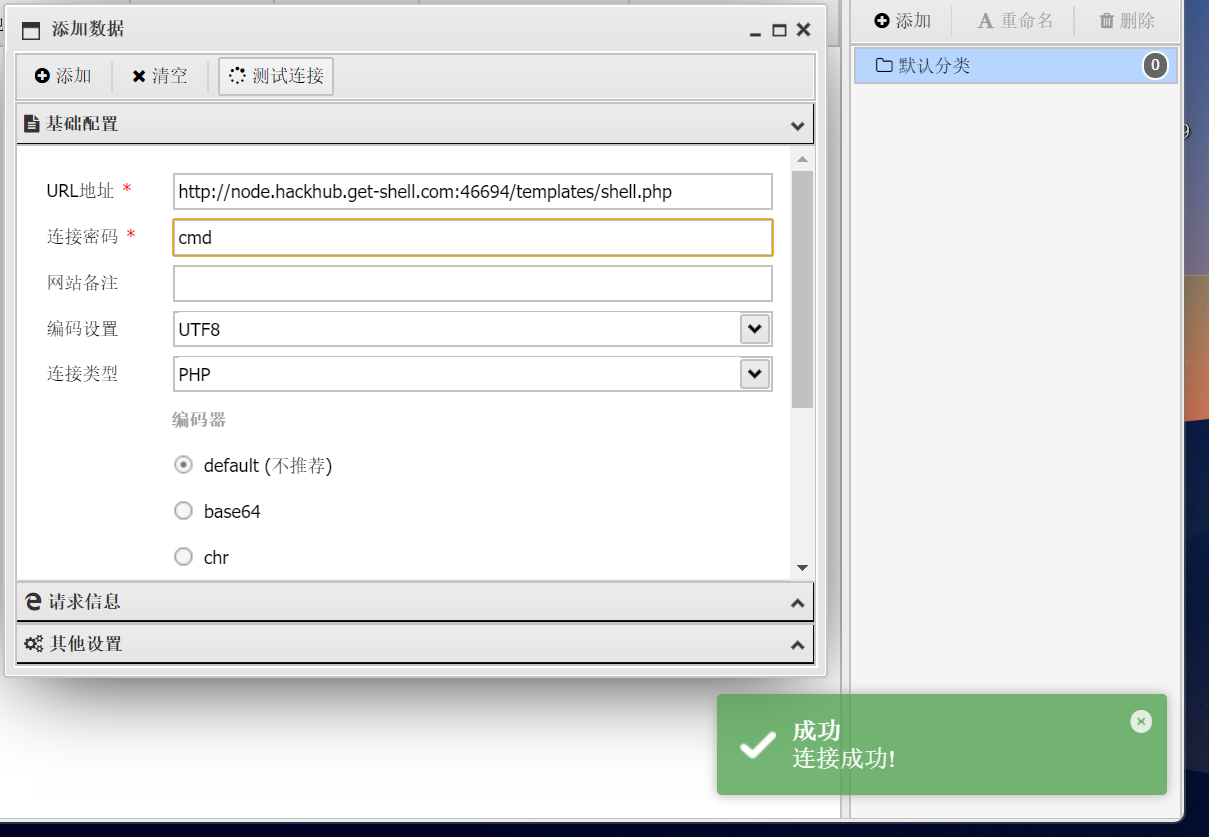 添加数据
添加
清空
测试连接
基础配置
URL地址 *
http://node.hackhub.get-shell.com:46694/templates/shell.php
连接密码 *
cmd
网站备注
编码设置
UTF8
连接类型
PHP
编码器
default (不推荐)
base64
chr
请求信息
其他设置
添加
A 重命名
删除
默认分类
0
成功
连接成功!